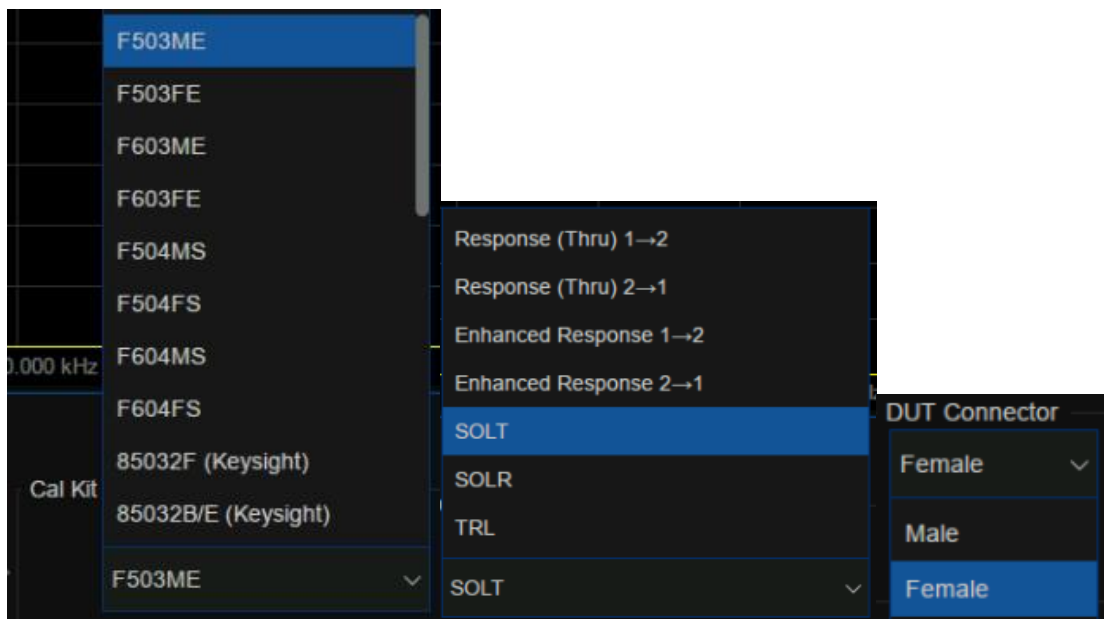 F503ME
F503FE
F603ME
F603FE
F504MS
F504FS
F604MS
F604FS
85032F (Keysight)
85032B/E (Keysight)
.000 kHz
Cal Kit
F503ME
Response (Thru) 1→2
Response (Thru) 2→1
Enhanced Response 1→2
Enhanced Response 2→1
SOLT
SOLR
TRL
SOLT
DUT Connector
Female
Male
Female